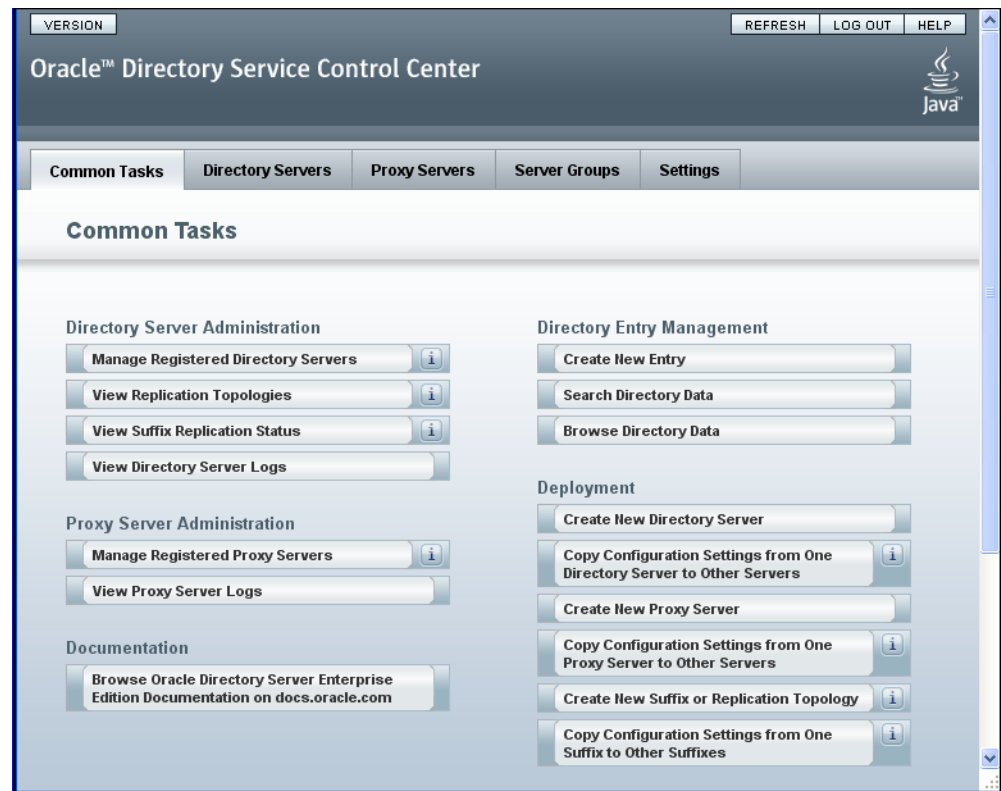 VERSION
REFRESH
LOG OUT
HELP
Oracle™ Directory Service Control Center
Java™
Common Tasks
Directory Servers
Proxy Servers
Server Groups
Settings
Common Tasks
Directory Server Administration
Manage Registered Directory Servers
View Replication Topologies
View Suffix Replication Status
View Directory Server Logs
Proxy Server Administration
Manage Registered Proxy Servers
View Proxy Server Logs
Documentation
Browse Oracle Directory Server Enterprise
Edition Documentation on docs.oracle.com
Directory Entry Management
Create New Entry
Search Directory Data
Browse Directory Data
Deployment
Create New Directory Server
Copy Configuration Settings from One
Directory Server to Other Servers
Create New Proxy Server
Copy Configuration Settings from One
Proxy Server to Other Servers
Create New Suffix or Replication Topology
Copy Configuration Settings from One
Suffix to Other Suffixes